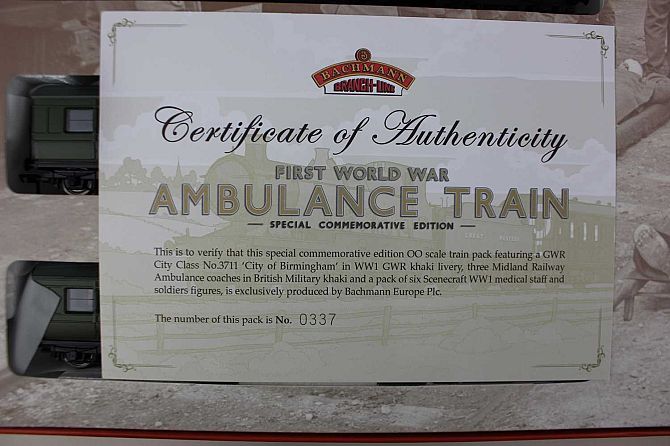 BACHMANN
BRANCH-LINE
Certificate of Authenticity
FIRST WORLD WAR
AMBULANCE TRAIN
SPECIAL COMMEMORATIVE EDITION
This is to verify that this special commemorative edition OO scale train pack featuring a GWR
City Class No.3711 ‘City of Birmingham’ in WW1 GWR khaki livery, three Midland Railway
Ambulance coaches in British Military khaki and a pack of six Scenecraft WW1 medical staff and
soldiers figures, is exclusively produced by Bachmann Europe Plc.
The number of this pack is No. 0337
GREAT WESTERN